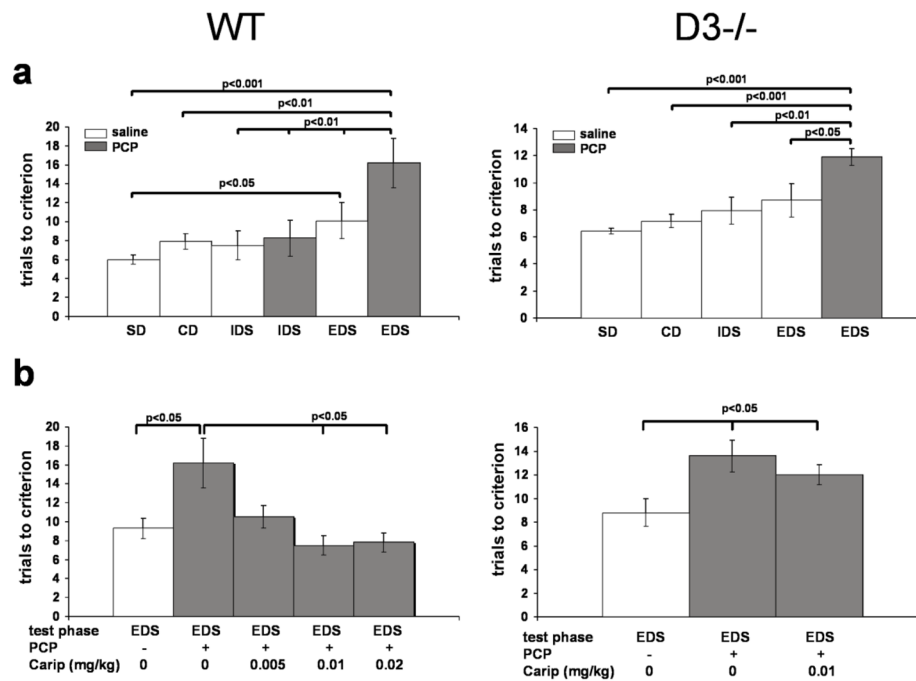 WT
D3-/-
a
p<0.001
p<0.01
p<0.01
p<0.05
saline
PCP
trials to criterion
20
18
16
14
12
10
8
6
4
2
0
SD CD IDS IDS EDS EDS
p<0.001
p<0.001
p<0.01
p<0.05
saline
PCP
trials to criterion
14
12
10
8
6
4
2
0
SD CD IDS EDS EDS
b
p<0.05 p<0.05
trials to criterion
20
18
16
14
12
10
8
6
4
2
0
test phase EDS EDS EDS EDS EDS
PCP - + + + +
Carip (mg/kg) 0 0 0.005 0.01 0.02
p<0.05
trials to criterion
16
14
12
10
8
6
4
2
0
test phase EDS EDS EDS
PCP - + +
Carip (mg/kg) 0 0 0.01